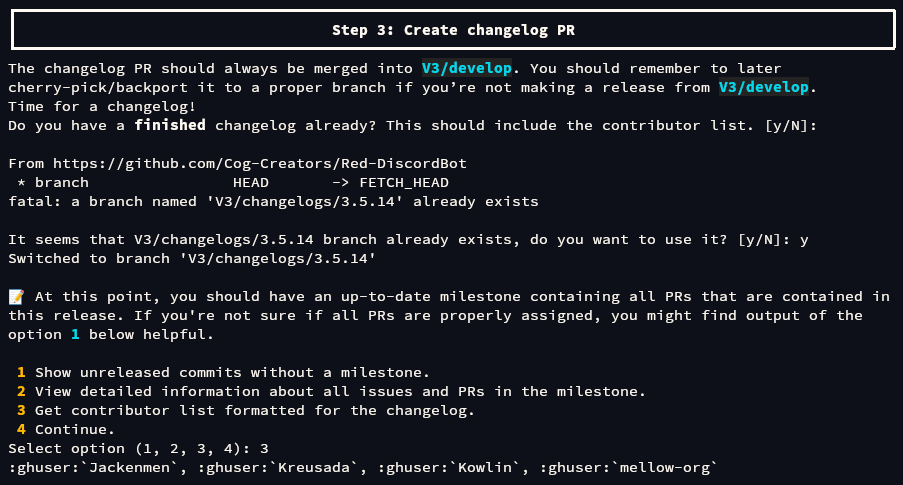 Step 3: Create changelog PR
The changelog PR should always be merged into V3/develop. You should remember to later
cherry-pick/backport it to a proper branch if you’re not making a release from V3/develop.
Time for a changelog!
Do you have a finished changelog already? This should include the contributor list. [y/N]:
From https://github.com/Cog-Creators/Red-DiscordBot
 * branch                HEAD       -> FETCH_HEAD
fatal: a branch named 'V3/changelogs/3.5.14' already exists
It seems that V3/changelogs/3.5.14 branch already exists, do you want to use it? [y/N]: y
Switched to branch 'V3/changelogs/3.5.14'
📝 At this point, you should have an up-to-date milestone containing all PRs that are contained in
this release. If you're not sure if all PRs are properly assigned, you might find output of the
option 1 below helpful.
 1 Show unreleased commits without a milestone.
 2 View detailed information about all issues and PRs in the milestone.
 3 Get contributor list formatted for the changelog.
 4 Continue.
Select option (1, 2, 3, 4): 3
:ghuser:`Jackenmen`, :ghuser:`Kreusada`, :ghuser:`Kowlin`, :ghuser:`mellow-org`